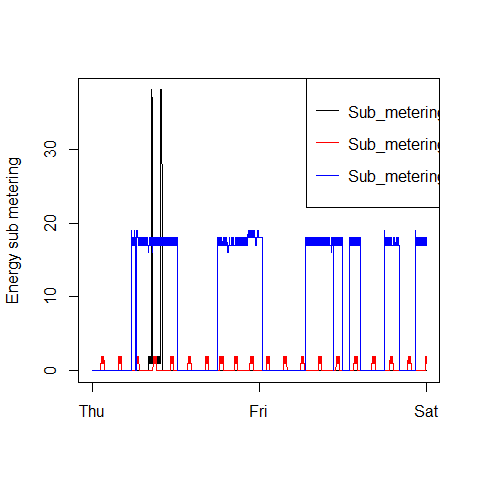 Energy sub metering
30
20
10
0
Sub_metering
Sub_metering
Sub_metering
Thu Fri Sat